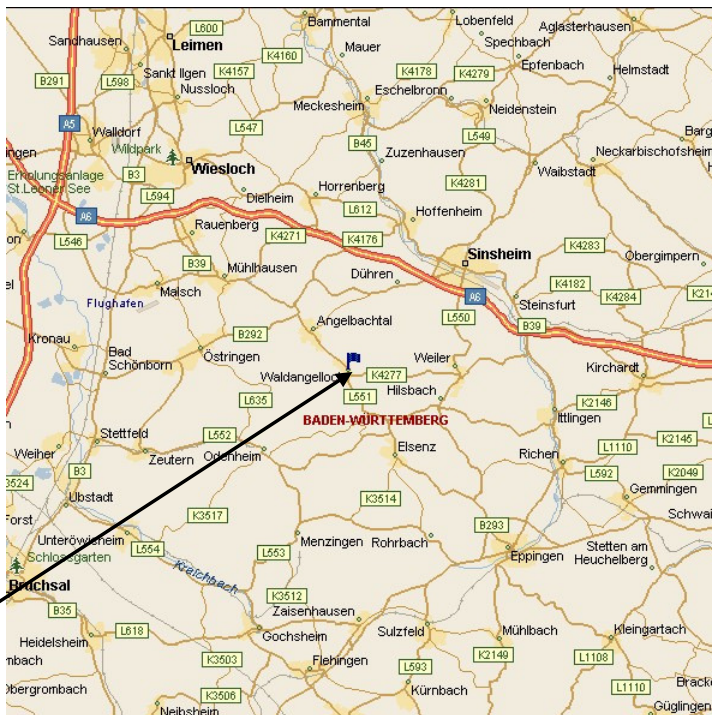 L600
Bammental
Lobenfeld
Aglasterhausen
Sandhausen
Leimen
K4160
Mauer
Spechbach
Epfenbach
B291
Sankt Ilgen
K4157
K4178
K4279
Helmstadt
L598
Nussloch
Eschelbronn
Meckesheim
Neidenstein
A5
L547
Walldorf
B45
L549
Wildpark
Zuzenhausen
Neckarbischofsheim
Erholungsanlage
St.Leoner See
B3
Wiesloch
Waibstadt
K4281
L594
Dielheim
Horrenberg
A6
L612
Hoffenheim
L546
Rauenberg
K4271
K4176
K4283
Sinsheim
Obergimpern
B39
Mühlhausen
Dühren
K4182
Malsch
A6
Steinsfurt
K4284
Flughafen
L550
Angelbachtal
B39
Kronau
B292
Bad
Schönborn
Östringen
Weiler
Kirchardt
Waldangelloch
K4277
L635
L551
Hilsbach
K2146
BADEN-WÜRTTEMBERG
Ittlingen
Stettfeld
L552
L1110
K2145
Weiher
Zeutern
Odenheim
Elsenz
Richen
B3
L592
K2049
3524
K3514
Gemmingen
Ubstadt
K3517
Forst
B293
Unteröwisheim
L554
L553
Menzingen
Rohrbach
Stetten am
Heuchelberg
Schlossgarten
Eppingen
Kraichbach
Bruchsal
K3512
B35
Zaisenhausen
L618
Heidelsheim
Gochsheim
Sulzfeld
Mühlbach
Kleingartach
K3503
Flehingen
K2149
L1108
L593
K3506
Kürnbach
L1110
Neibsheim
Güglingen